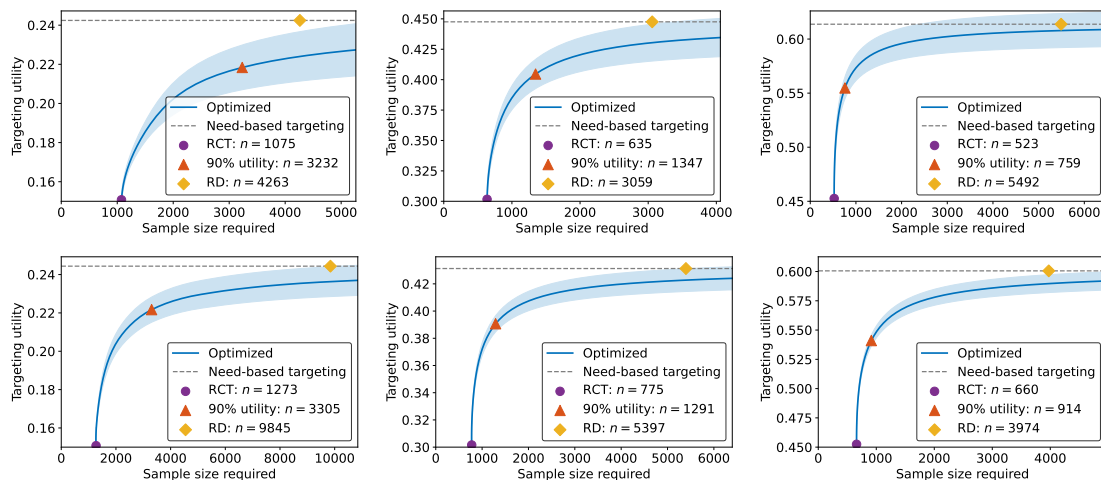 Targeting utility
0.24
0.22
0.20
0.18
0.16
Optimized
Need-based targeting
RCT: n = 1075
90% utility: n = 3232
RD: n = 4263
0 1000 2000 3000 4000 5000
Sample size required
Targeting utility
0.450
0.425
0.400
0.375
0.350
0.325
0.300
Optimized
Need-based targeting
RCT: n = 635
90% utility: n = 1347
RD: n = 3059
0 1000 2000 3000 4000
Sample size required
Targeting utility
0.60
0.55
0.50
0.45
Optimized
Need-based targeting
RCT: n = 523
90% utility: n = 759
RD: n = 5492
0 2000 4000 6000
Sample size required
Targeting utility
0.24
0.22
0.20
0.18
0.16
Optimized
Need-based targeting
RCT: n = 1273
90% utility: n = 3305
RD: n = 9845
0 2000 4000 6000 8000 10000
Sample size required
Targeting utility
0.42
0.40
0.38
0.36
0.34
0.32
0.30
Optimized
Need-based targeting
RCT: n = 775
90% utility: n = 1291
RD: n = 5397
0 1000 2000 3000 4000 5000 6000
Sample size required
Targeting utility
0.600
0.575
0.550
0.525
0.500
0.475
0.450
Optimized
Need-based targeting
RCT: n = 660
90% utility: n = 914
RD: n = 3974
0 1000 2000 3000 4000
Sample size required